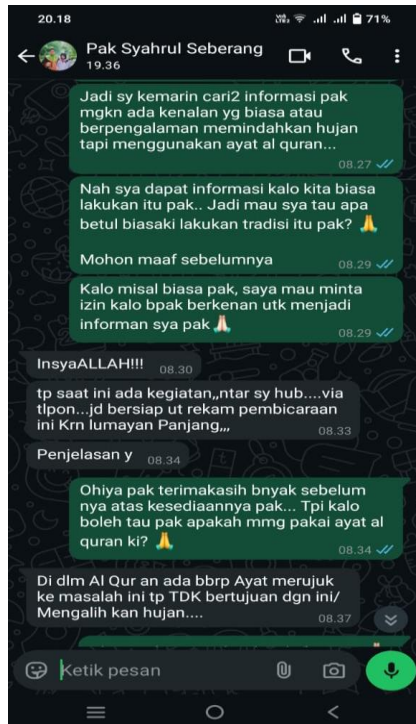 20.18
71%
Pak Syahrul Seberang
19.36
Jadi sy kemarin cari2 informasi pak
mgkn ada kenalan yg biasa atau
berpengalaman memindahkan hujan
tapi menggunakan ayat al quran...
08.27
Nah sya dapat informasi kalo kita biasa
lakukan itu pak.. Jadi mau sya tau apa
betul biasaki lakukan tradisi itu pak? 🙏
Mohon maaf sebelumnya
08.29
Kalo misal biasa pak, saya mau minta
izin kalo bpak berkenan utk menjadi
informan sya pak 🙏🏻
08.29
InsyaALLAH!!! 08.30
tp saat ini ada kegiatan,,ntar sy hub....via
tlpon...jd bersiap ut rekam pembicaraan
ini Krn lumayan Panjang,,,
08.33
Penjelasan y 08.34
Ohiya pak terimakasih bnyak sebelum
nya atas kesediaannya pak... Tpi kalo
boleh tau pak apakah mmg pakai ayat al
quran ki? 🙏
08.34
Di dlm Al Qur an ada bbrp Ayat merujuk
ke masalah ini tp TDK bertujuan dgn ini/
Mengalih kan hujan....
08.37
Ketik pesan